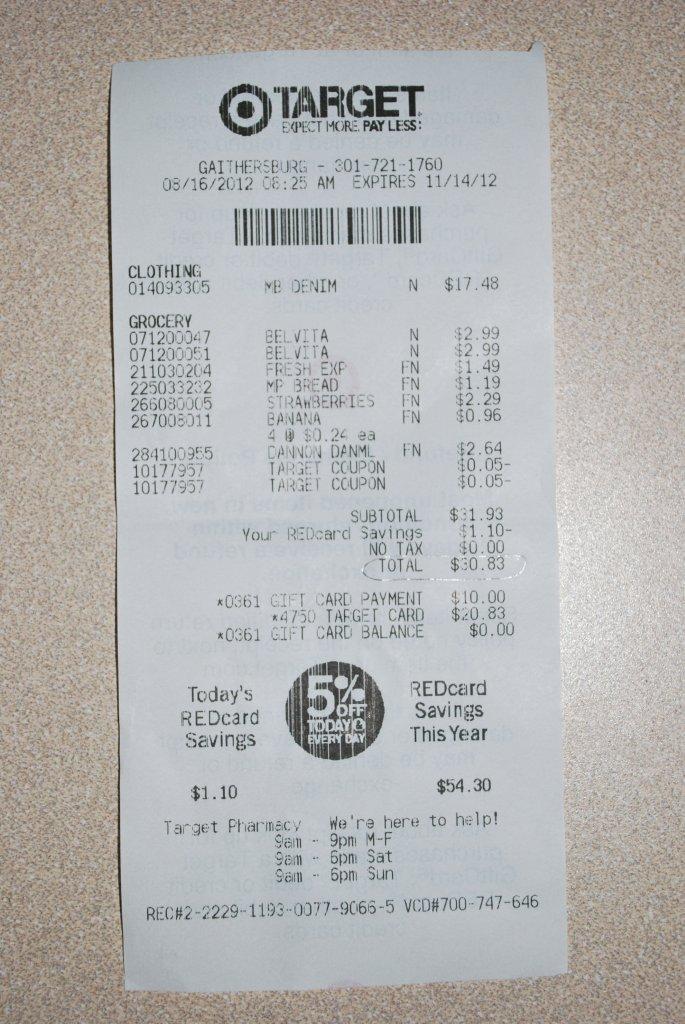 TARGET
EXPECT MORE. PAY LESS.
GAITHERSBURG - 301-721-1760
08/16/2012 08:25 AM EXPIRES 11/14/12
CLOTHING
014093305 MB DENIM N $17.48
GROCERY
071200047 BELVITA N $2.99
071200051 BELVITA N $2.99
211030204 FRESH EXP FN $1.49
225033232 MP BREAD FN $1.19
266080005 STRAWBERRIES FN $2.29
267008011 BANANA FN $0.96
4 @ $0.24 ea
284100955 DANNON DANML FN $2.64
10177957 TARGET COUPON $0.05-
10177957 TARGET COUPON $0.05-
SUBTOTAL $31.93
Your REDcard Savings $1.10-
NO TAX $0.00
TOTAL $30.83
*0361 GIFT CARD PAYMENT $10.00
*4750 TARGET CARD $20.83
*0361 GIFT CARD BALANCE $0.00
Today's REDcard Savings
$1.10
5% OFF TODAY & EVERY DAY
REDcard Savings This Year
$54.30
Target Pharmacy We're here to help!
9am - 9pm M-F
9am - 6pm Sat
9am - 6pm Sun
REC#2-2229-1193-0077-9066-5 VCD#700-747-646